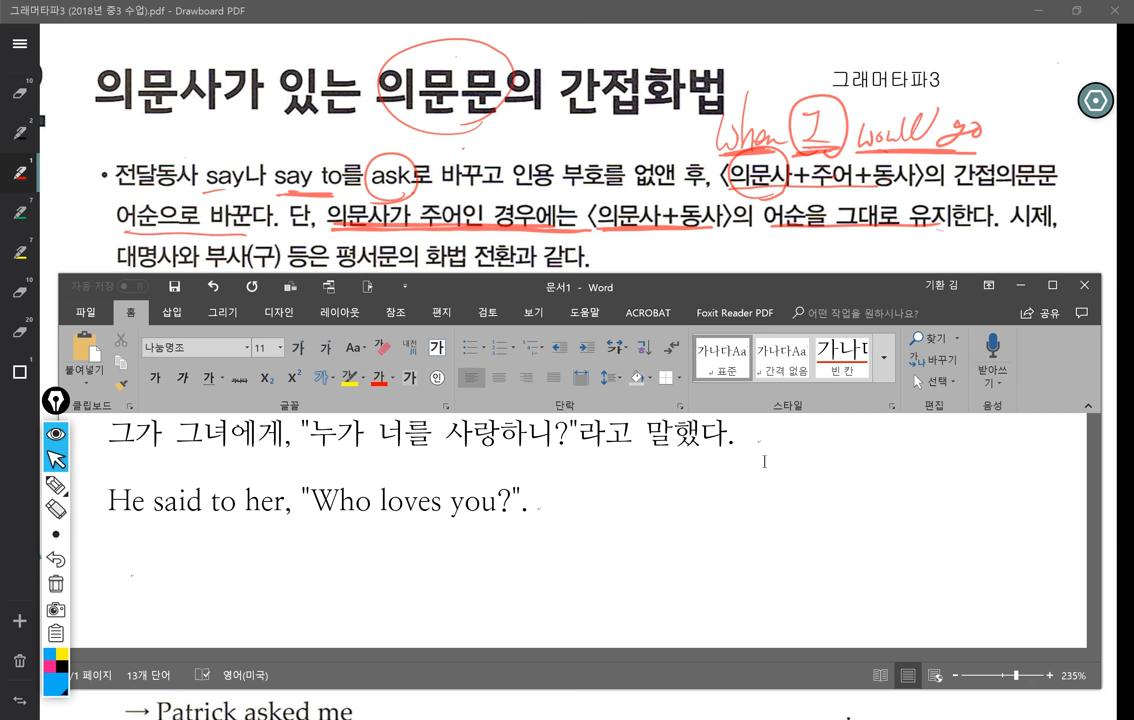 그래머타파3 (2018년 중3 수업).pdf - Drawboard PDF
의문사가 있는 의문문의 간접화법
그래머타파3
When I would go
• 전달동사 say나 say to를 ask로 바꾸고 인용 부호를 없앤 후, 〈의문사+주어+동사〉의 간접의문문
어순으로 바꾼다. 단, 의문사가 주어인 경우에는 〈의문사+동사〉의 어순을 그대로 유지한다. 시제,
대명사와 부사(구) 등은 평서문의 화법 전환과 같다.
자동 저장
문서1 - Word
기환 김
파일 홈 삽입 그리기 디자인 레이아웃 참조 편지 검토 보기 도움말 ACROBAT Foxit Reader PDF 어떤 작업을 원하시나요? 공유
붙여넣기
나눔명조 11
가나다AaBb 표준
가나다Aa 간격 없음
가나다 빈 칸
찾기
바꾸기
선택
받아쓰기
클립보드 글꼴 단락 스타일 편집 음성
그가 그녀에게, "누가 너를 사랑하니?"라고 말했다.
He said to her, "Who loves you?".
/1 페이지 13개 단어 영어(미국) 235%
→ Patrick asked me